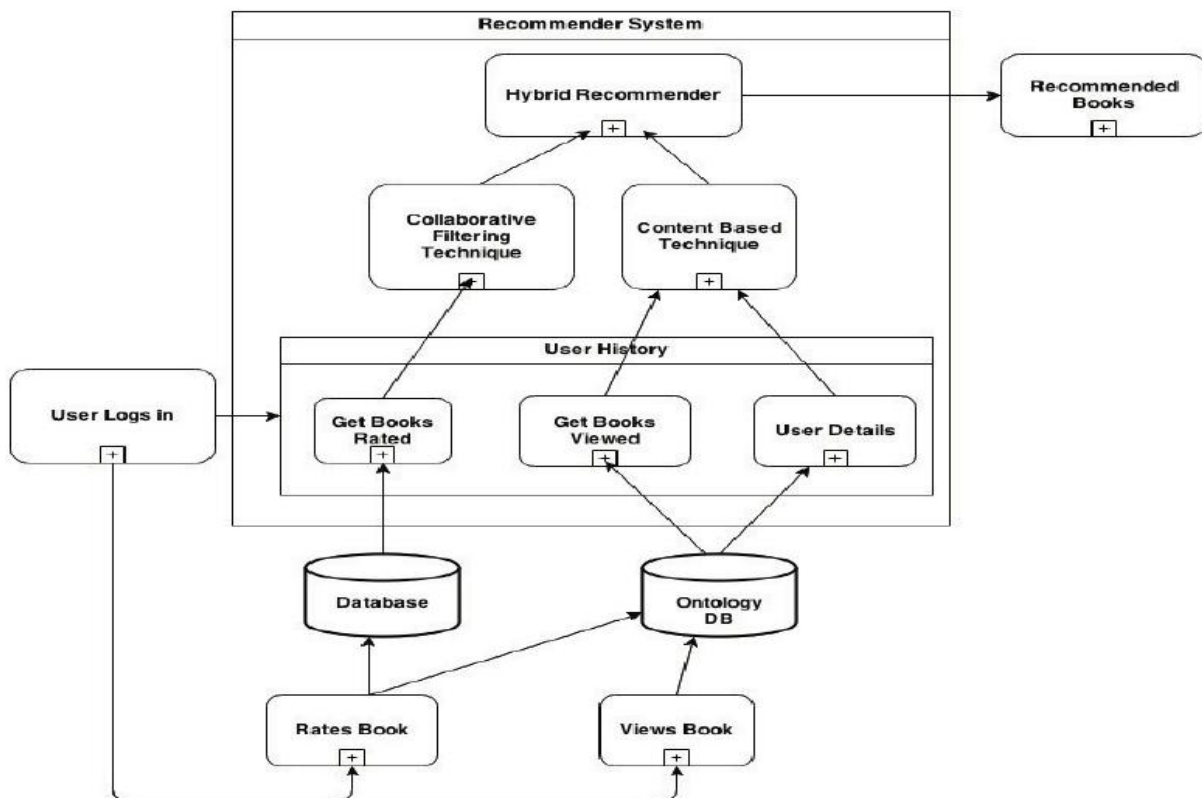 Recommender System
Hybrid Recommender
Recommended
Books
Collaborative
Filtering
Technique
Content Based
Technique
User History
User Logs in
Get Books
Rated
Get Books
Viewed
User Details
Database
Ontology
DB
Rates Book
Views Book